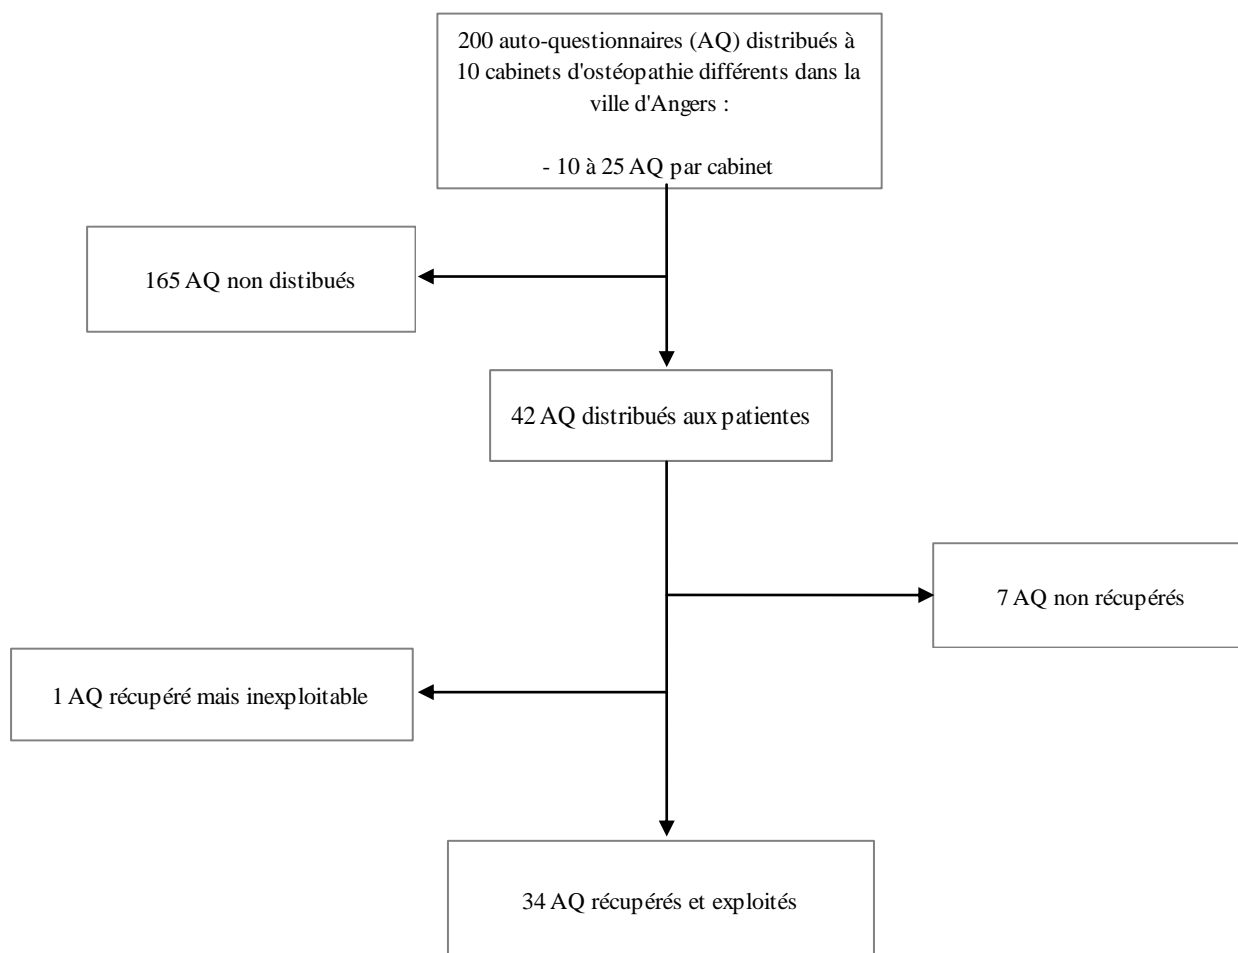 200 auto-questionnaires (AQ) distribués à
10 cabinets d'ostéopathie différents dans la
ville d'Angers :
- 10 à 25 AQ par cabinet
165 AQ non distibués
42 AQ distribués aux patientes
7 AQ non récupérés
1 AQ récupéré mais inexploitable
34 AQ récupérés et exploités